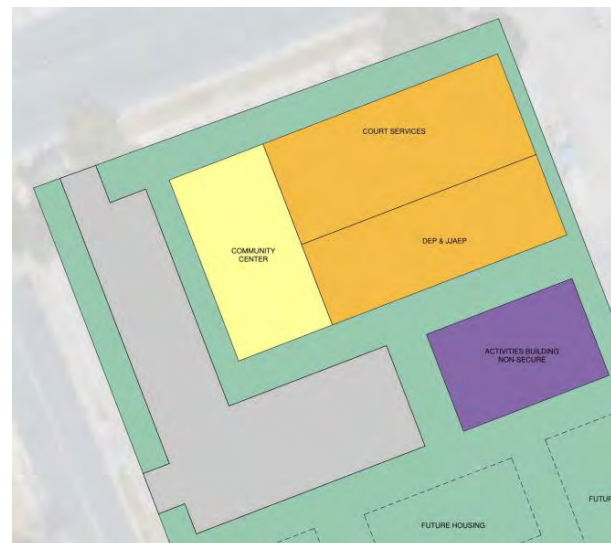 COURT SERVICES
DEP & JJAEP
COMMUNITY
CENTER
ACTIVITIES BUILDING
NON-SECURE
FUTURE HOUSING
FUTUR